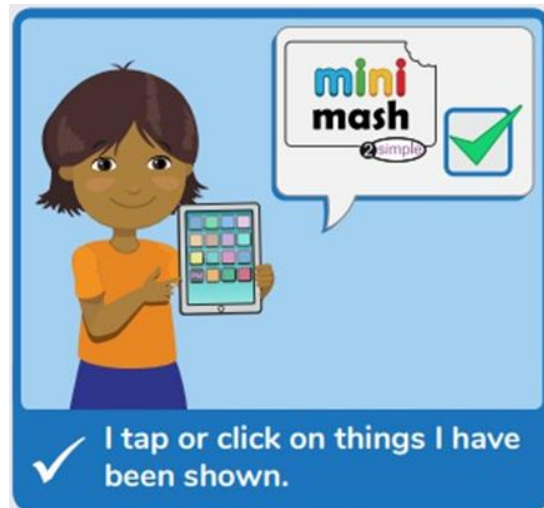 mini
mash
2simple
I tap or click on things I have
been shown.